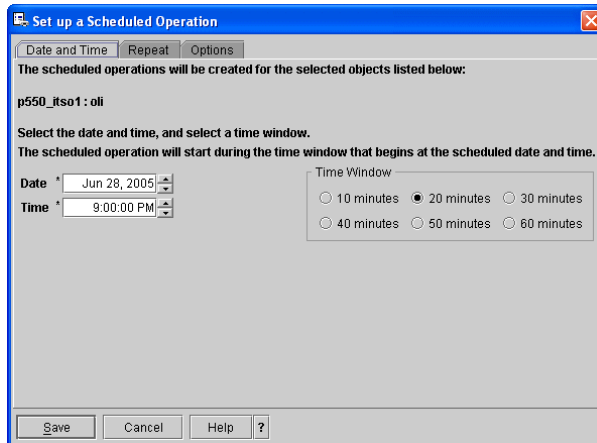 Set up a Scheduled Operation
Date and Time Repeat Options
The scheduled operations will be created for the selected objects listed below:
p550_itso1 : oli
Select the date and time, and select a time window.
The scheduled operation will start during the time window that begins at the scheduled date and time.
Time Window
Date * Jun 28, 2005
10 minutes 20 minutes 30 minutes
Time * 9:00:00 PM
40 minutes 50 minutes 60 minutes
Save Cancel Help ?